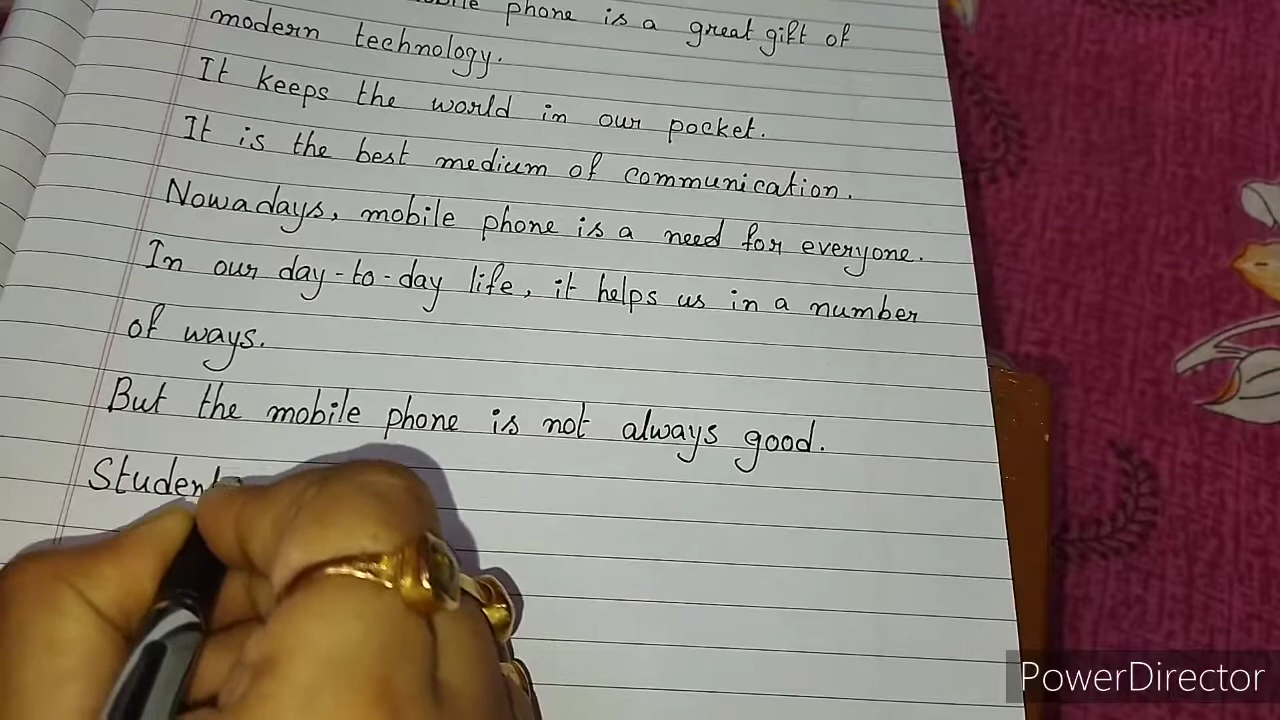 phone is a great gift of
modern technology.
It keeps the world in our pocket.
It is the best medium of communication.
Nowadays, mobile phone is a need for everyone.
In our day-to-day life, it helps us in a number
of ways.
But the mobile phone is not always good.
Student
PowerDirector